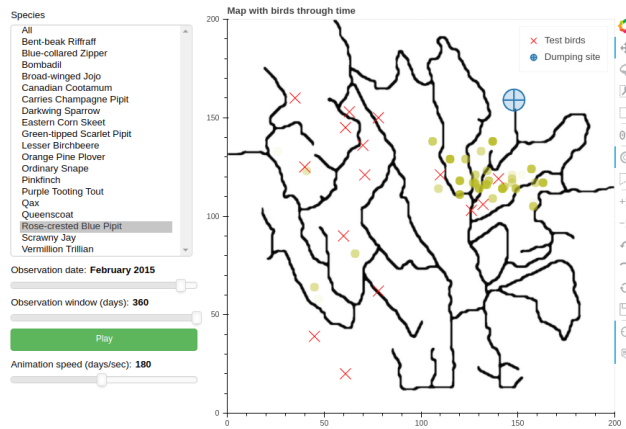 Species
All
Bent-beak Riffraff
Blue-collared Zipper
Bombadil
Broad-winged Jojo
Canadian Cootamum
Carries Champagne Pipit
Darkwing Sparrow
Eastern Corn Skeet
Green-tipped Scarlet Pipit
Lesser Birchbeere
Orange Pine Plover
Ordinary Snape
Pinkfinch
Purple Tooting Tout
Qax
Queenscoat
Rose-crested Blue Pipit
Scrawny Jay
Vermillion Trillian
Observation date: February 2015
Observation window (days): 360
Play
Animation speed (days/sec): 180
Map with birds through time
Test birds
Dumping site
200
150
100
50
0
0
50
100
150
200